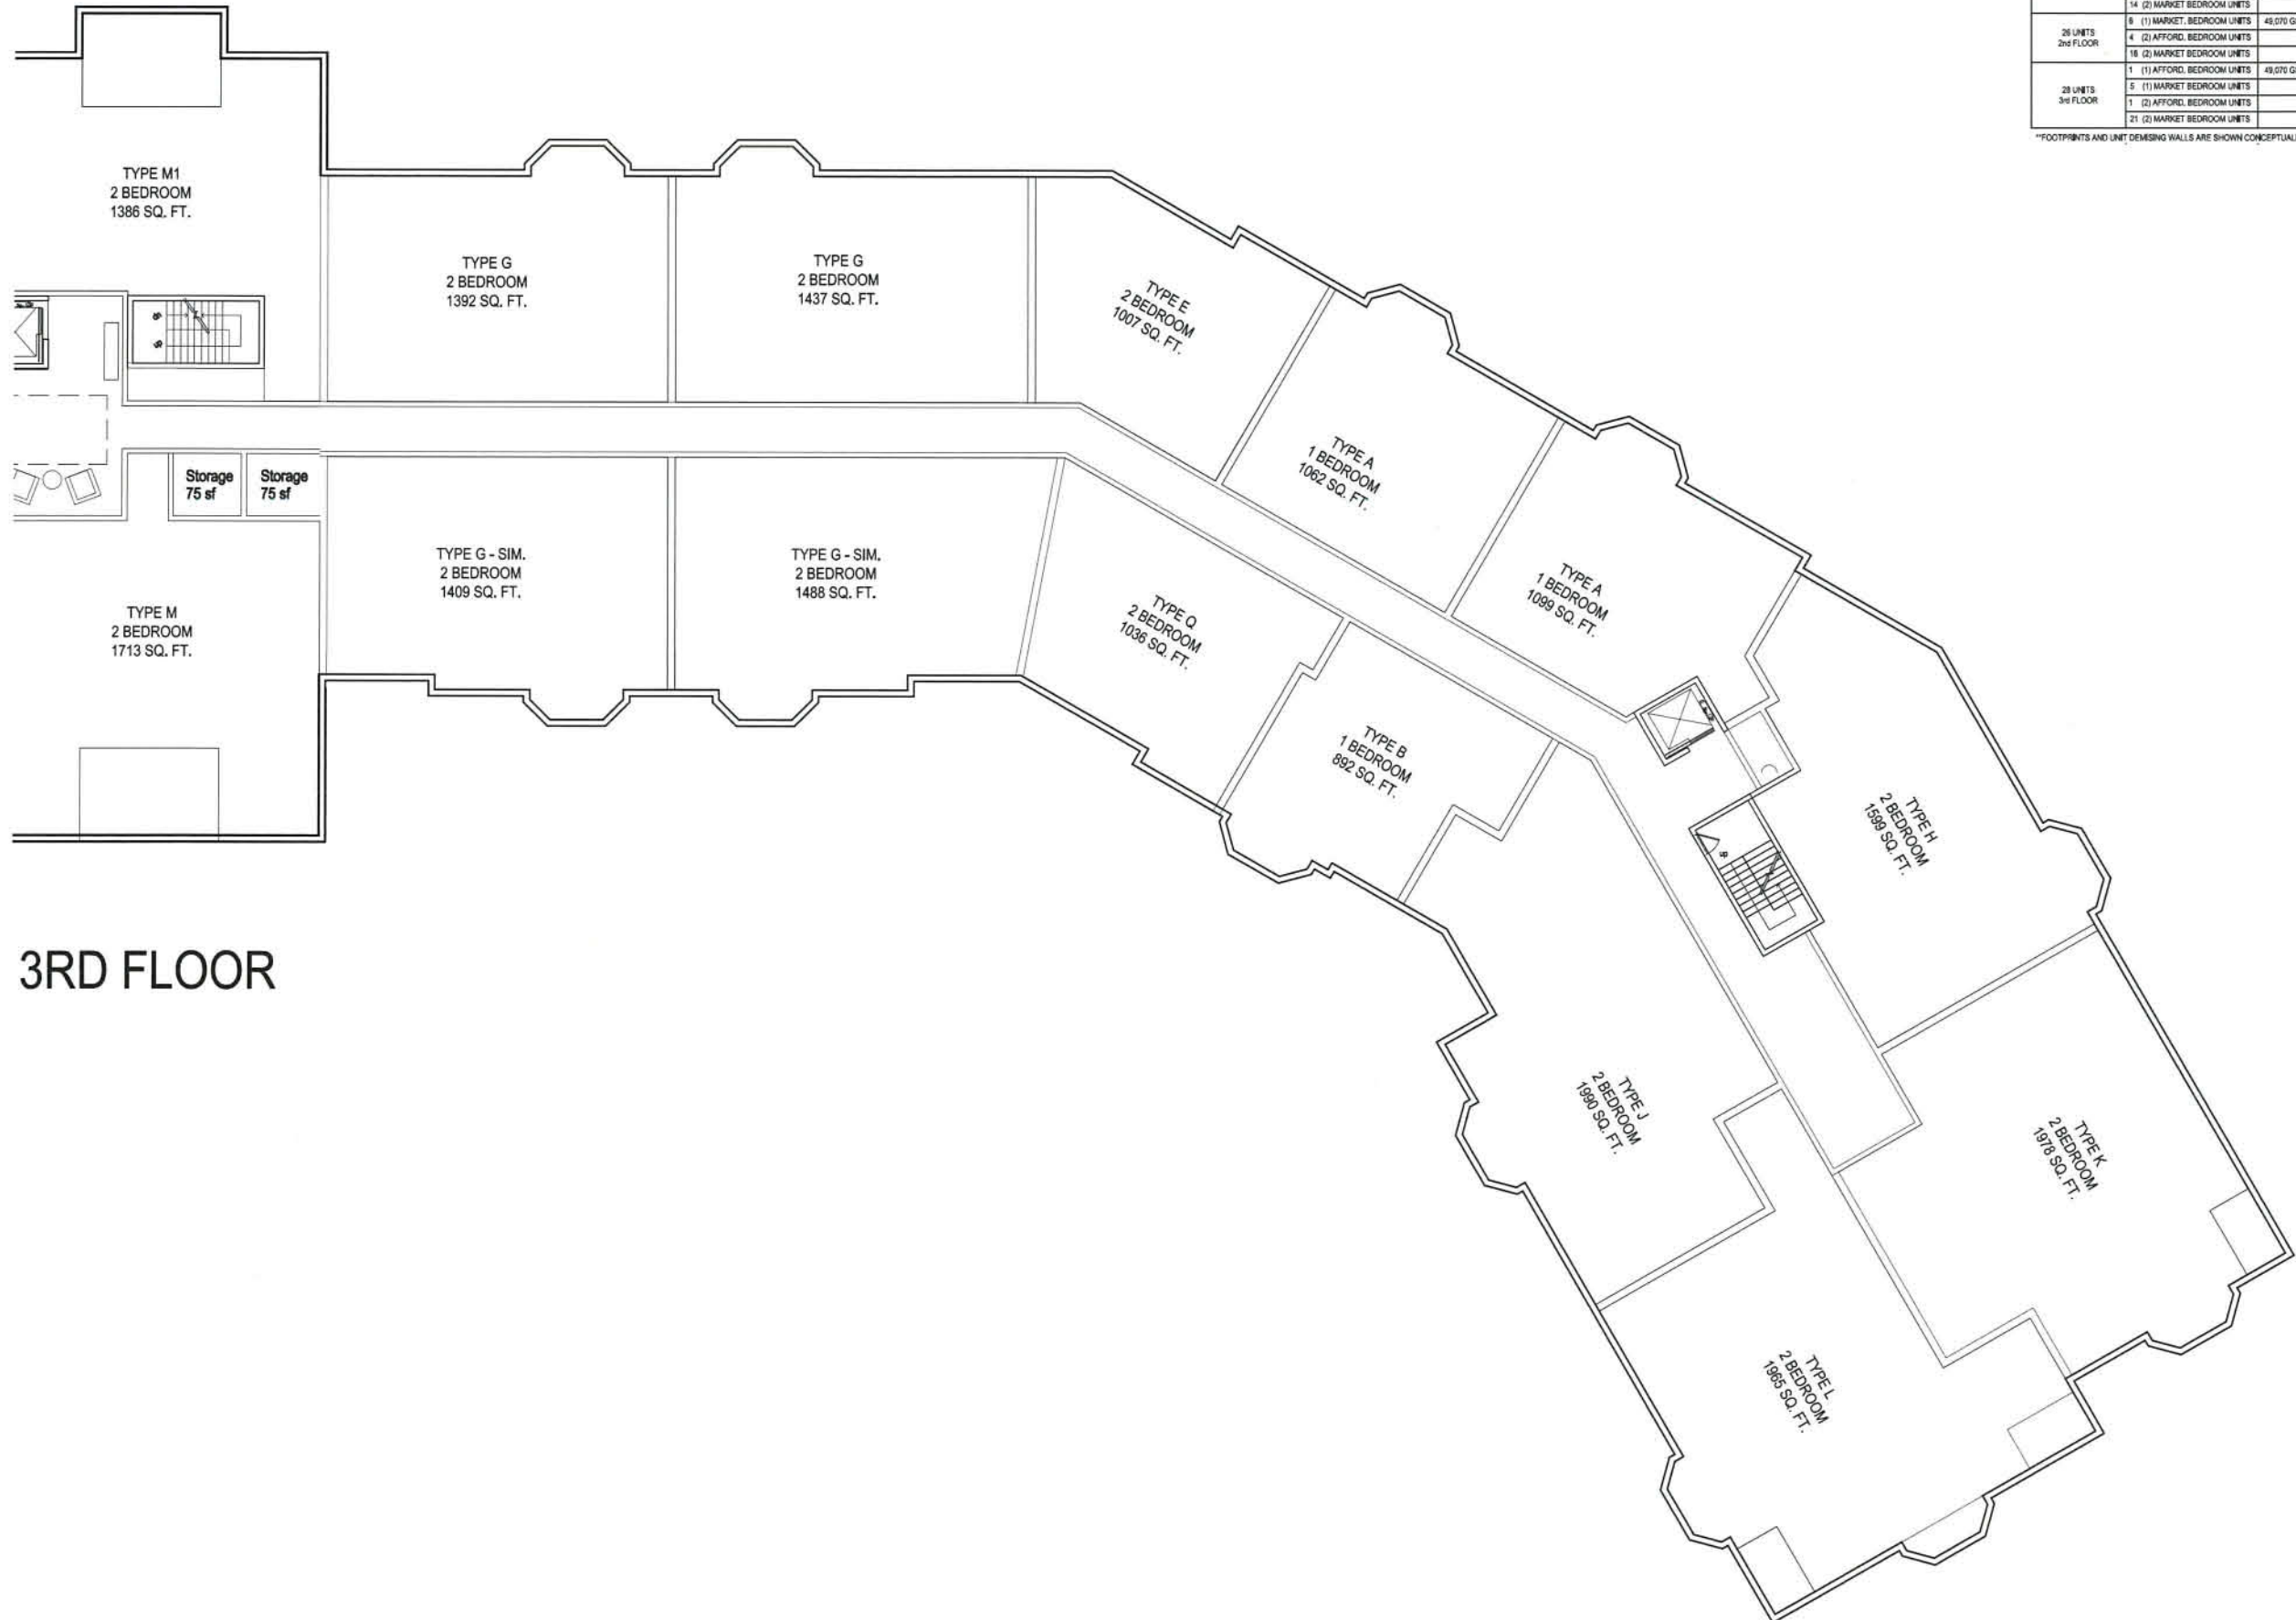 14 (2) MARKET BEDROOM UNITS
26 UNITS
2nd FLOOR
6 (1) MARKET. BEDROOM UNITS 49,070 G
4 (2) AFFORD. BEDROOM UNITS
16 (2) MARKET BEDROOM UNITS
28 UNITS
3rd FLOOR
1 (1) AFFORD. BEDROOM UNITS 49,070 G
5 (1) MARKET BEDROOM UNITS
1 (2) AFFORD. BEDROOM UNITS
21 (2) MARKET BEDROOM UNITS
**FOOTPRINTS AND UNIT DEMISING WALLS ARE SHOWN CONCEPTUAL
TYPE M1
2 BEDROOM
1386 SQ. FT.
TYPE G
2 BEDROOM
1392 SQ. FT.
TYPE G
2 BEDROOM
1437 SQ. FT.
TYPE E
2 BEDROOM
1007 SQ. FT.
TYPE A
1 BEDROOM
1062 SQ. FT.
TYPE A
1 BEDROOM
1099 SQ. FT.
Storage
75 sf
Storage
75 sf
TYPE M
2 BEDROOM
1713 SQ. FT.
TYPE G - SIM.
2 BEDROOM
1409 SQ. FT.
TYPE G - SIM.
2 BEDROOM
1488 SQ. FT.
TYPE Q
2 BEDROOM
1036 SQ. FT.
TYPE B
1 BEDROOM
892 SQ. FT.
TYPE H
2 BEDROOM
1599 SQ. FT.
3RD FLOOR
TYPE J
2 BEDROOM
1990 SQ. FT.
TYPE K
2 BEDROOM
1978 SQ. FT.
TYPE L
2 BEDROOM
1965 SQ. FT.